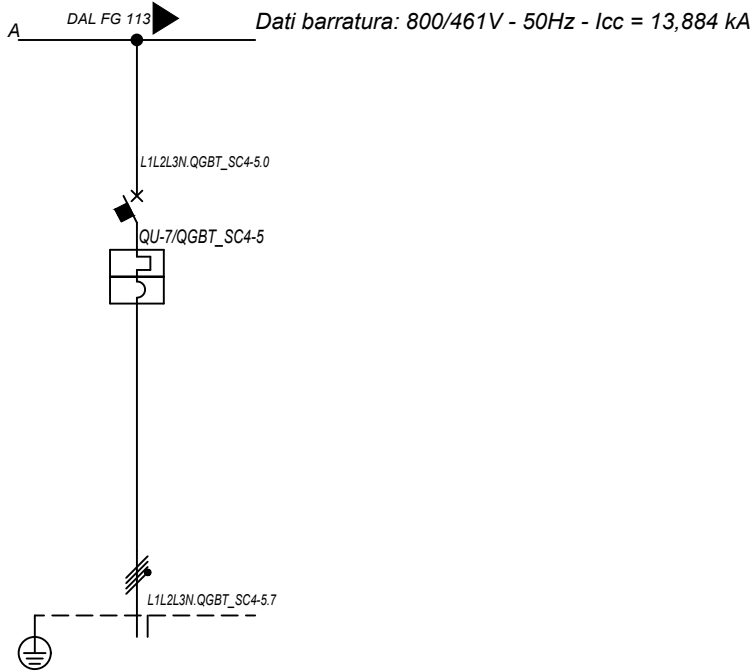 DAL FG 113
Dati barratura: 800/461V - 50Hz - Icc = 13,884 kA
A
L1L2L3N.QGBT_SC4-5.0
QU-7/QGBT_SC4-5
L1L2L3N.QGBT_SC4-5.7